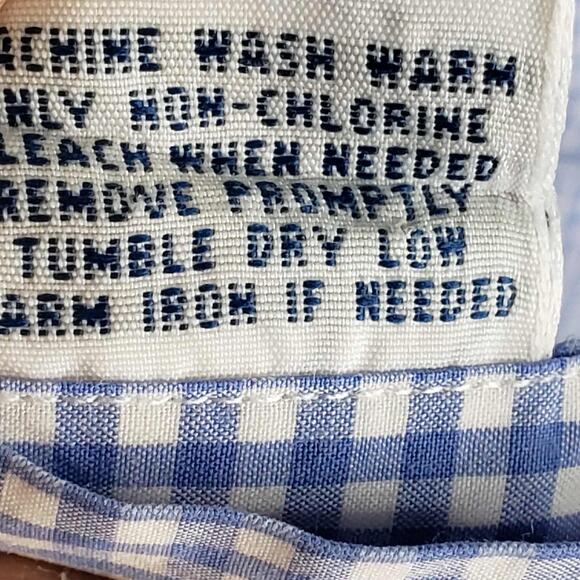 ACHINE WASH WARM
NLY NON-CHLORINE
LEACH WHEN NEEDED
REMOVE PROMPTLY
TUMBLE DRY LOW
ARM IRON IF NEEDED